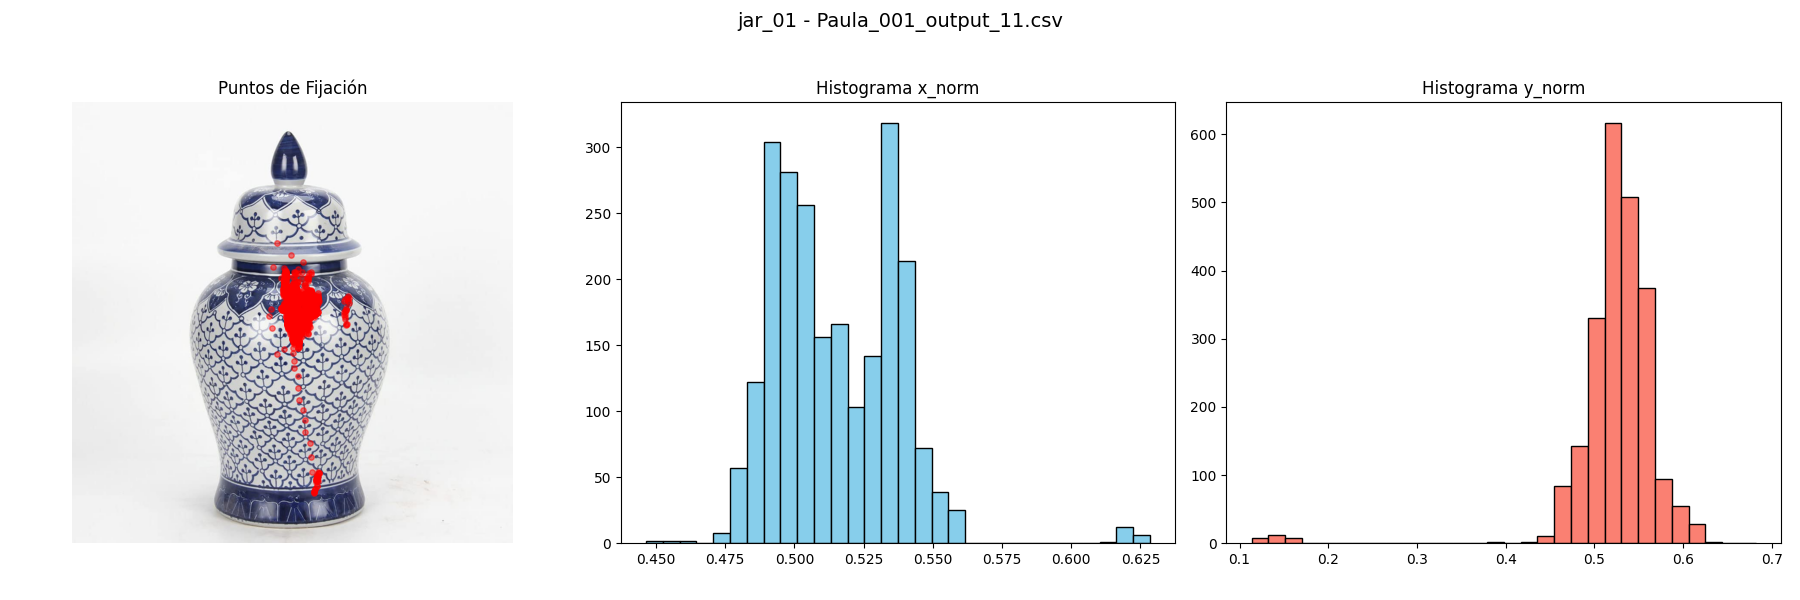 jar_01 - Paula_001_output_11.csv
Puntos de Fijación
Histograma x_norm
300
250
200
150
100
50
0
0.450 0.475 0.500 0.525 0.550 0.575 0.600 0.625
Histograma y_norm
600
500
400
300
200
100
0
0.1 0.2 0.3 0.4 0.5 0.6 0.7